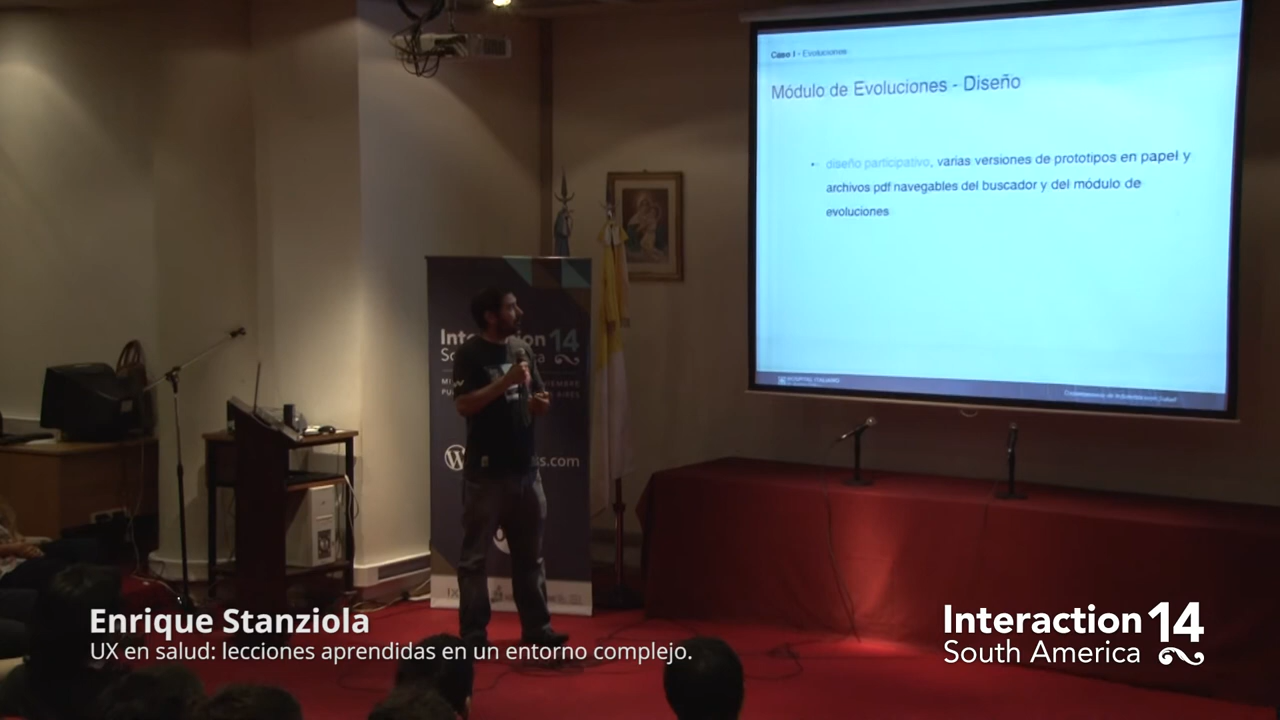 Caso I - Evoluciones
Módulo de Evoluciones - Diseño
• diseño participativo, varias versiones de prototipos en papel y
archivos pdf navegables del buscador y del módulo de
evoluciones
HOSPITAL ITALIANO
Interaction 14
Enrique Stanziola
UX en salud: lecciones aprendidas en un entorno complejo.
Interaction 14
South America